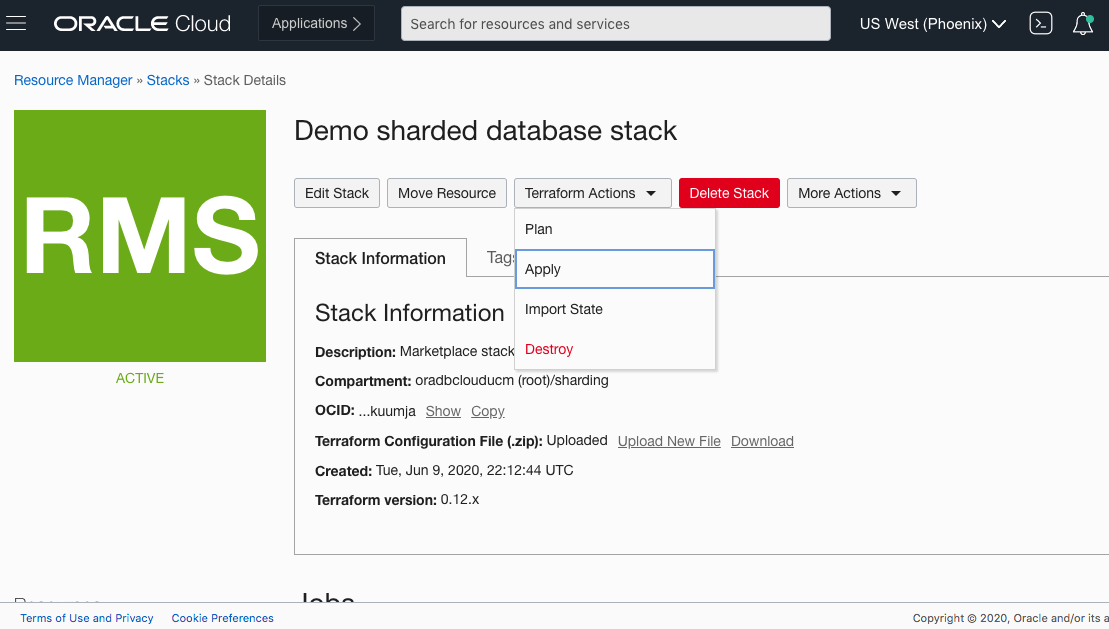 ORACLE Cloud
Applications
Search for resources and services
US West (Phoenix)
Resource Manager » Stacks » Stack Details
RMS
ACTIVE
Demo sharded database stack
Edit Stack
Move Resource
Terraform Actions
Delete Stack
More Actions
Plan
Apply
Import State
Destroy
Stack Information
Tags
Stack Information
Description: Marketplace stack
Compartment: oradbclouducm (root)/sharding
OCID: ...kuumja Show Copy
Terraform Configuration File (.zip): Uploaded Upload New File Download
Created: Tue, Jun 9, 2020, 22:12:44 UTC
Terraform version: 0.12.x
Jobs
Terms of Use and Privacy
Cookie Preferences
Copyright © 2020, Oracle and/or its a